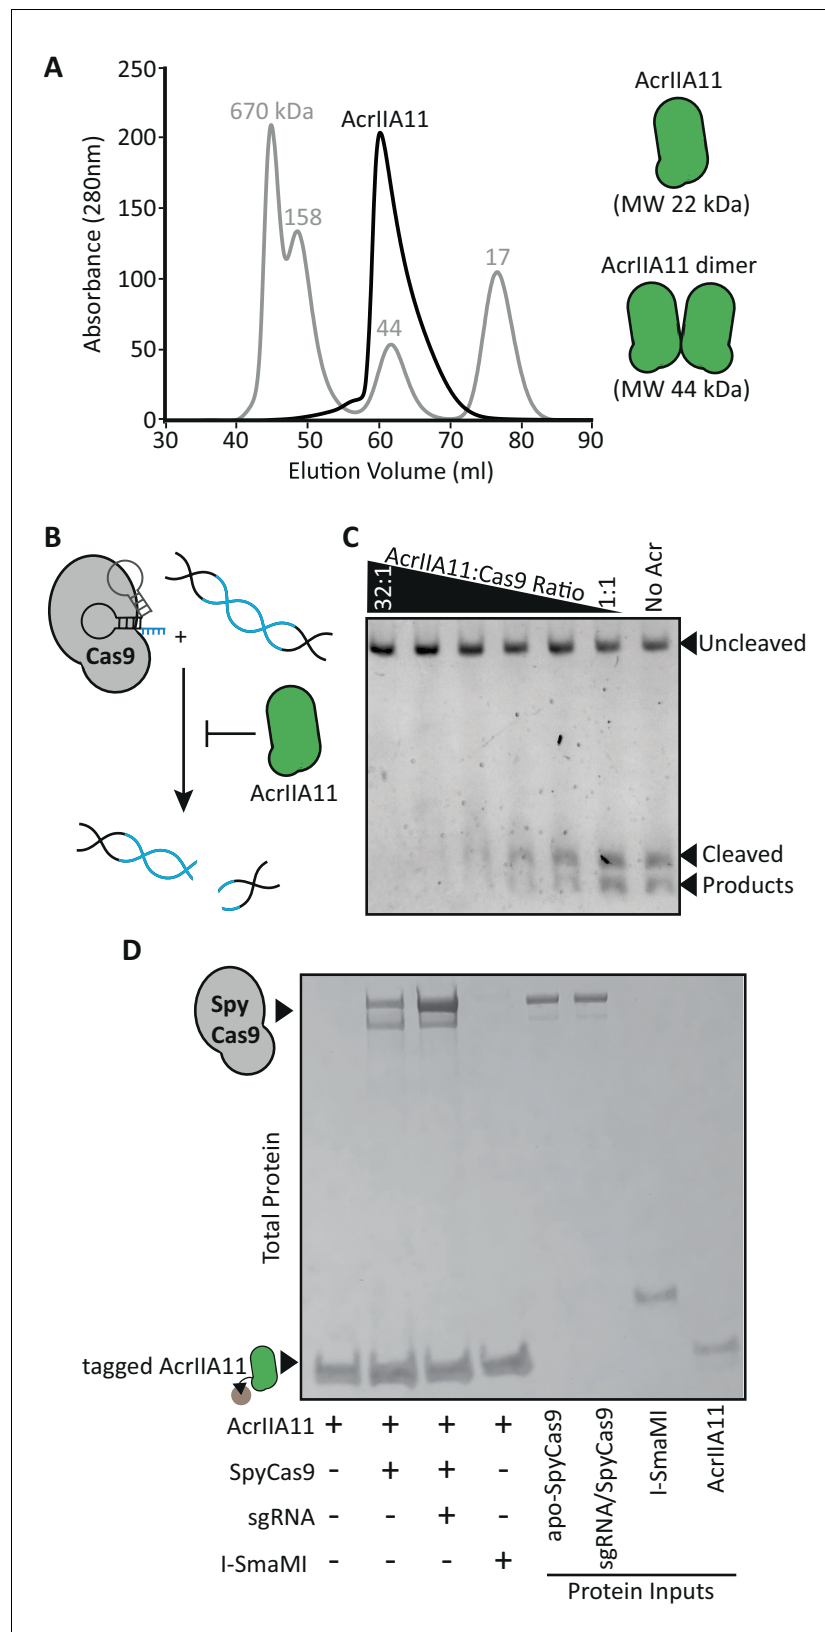 A
250
200
150
100
50
0
30 40 50 60 70 80 90
Absorbance (280nm)
Elution Volume (ml)
670 kDa
158
AcrIIA11
44
17
AcrIIA11
(MW 22 kDa)
AcrIIA11 dimer
(MW 44 kDa)
B
Cas9
+
AcrIIA11
C
AcrIIA11:Cas9 Ratio
32:1
1:1
No Acr
Uncleaved
Cleaved
Products
D
Spy
Cas9
Total Protein
tagged AcrIIA11
AcrIIA11 + + + +
SpyCas9 - + + -
sgRNA - - + -
I-SmaMI - - - +
apo-SpyCas9
sgRNA/SpyCas9
I-SmaMI
AcrIIA11
Protein Inputs